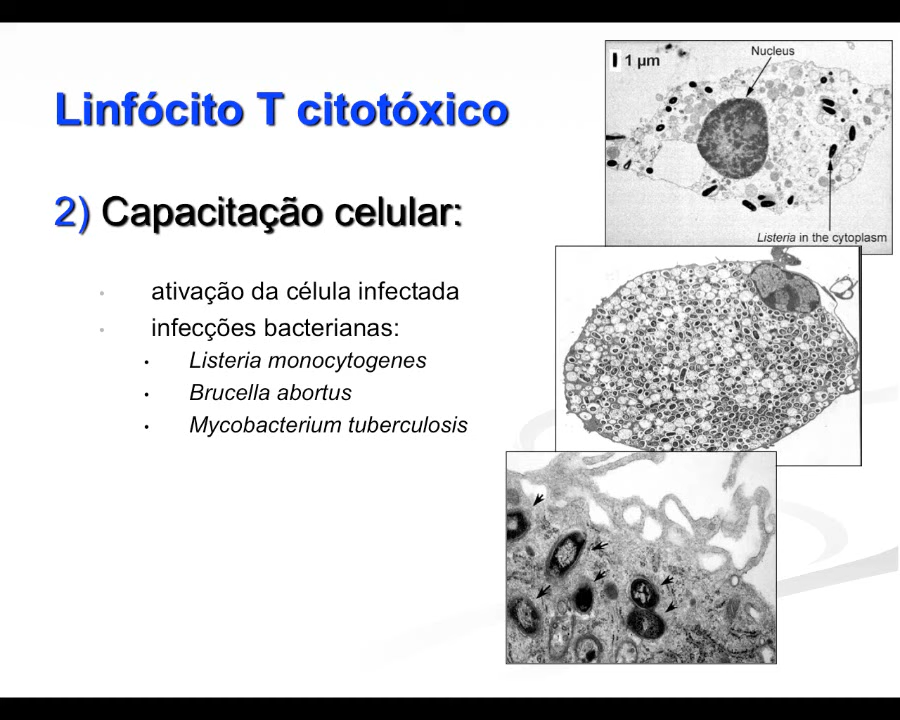 Linfócito T citotóxico
2) Capacitação celular:
• ativação da célula infectada
• infecções bacterianas:
• Listeria monocytogenes
• Brucella abortus
• Mycobacterium tuberculosis
Nucleus
1 µm
Listeria in the cytoplasm